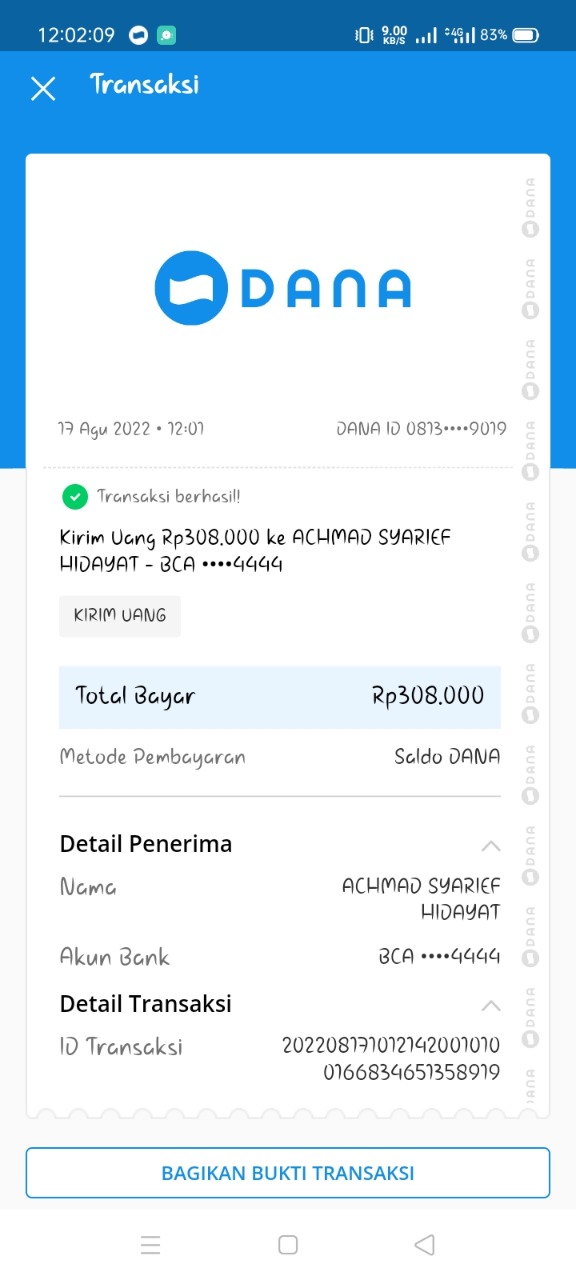 12:02:09 9.00 KB/S 4G 83%
Transaksi
DANA
17 Agu 2022 • 12:01 DANA ID 0813••••9019
Transaksi berhasil!
Kirim Uang Rp308.000 ke ACHMAD SYARIEF
HIDAYAT - BCA ••••4444
KIRIM UANG
Total Bayar Rp308.000
Metode Pembayaran Saldo DANA
Detail Penerima
Nama ACHMAD SYARIEF
HIDAYAT
Akun Bank BCA ••••4444
Detail Transaksi
ID Transaksi 202208171012142001010
0166834651358919
BAGIKAN BUKTI TRANSAKSI
DANA
DANA
DANA
DANA
DANA
DANA
DANA
DANA
DANA
DANA
DANA
DANA